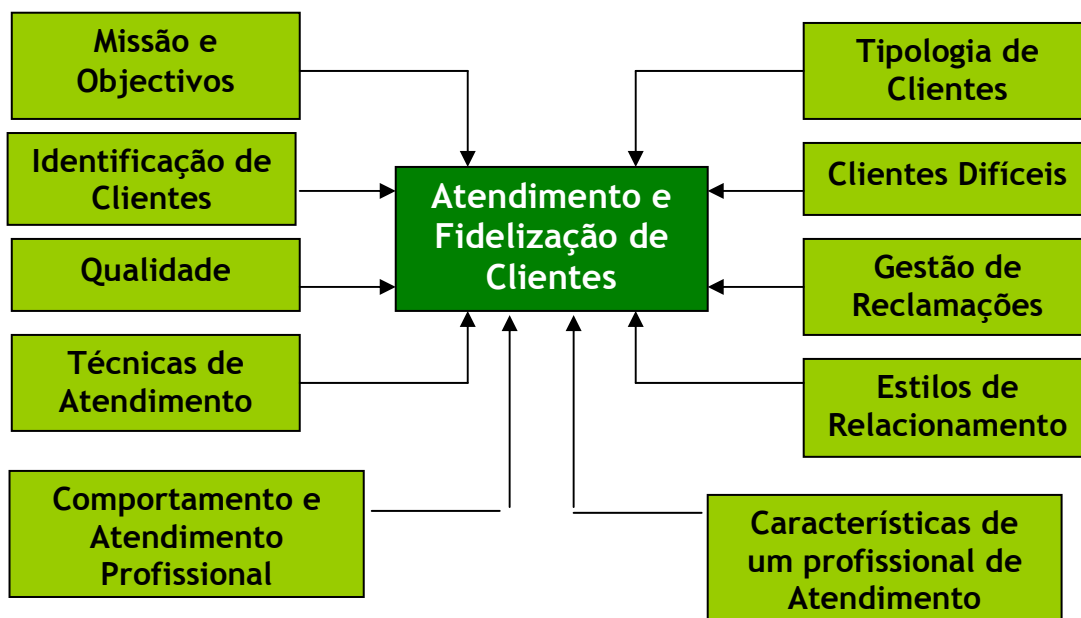 Missão e
Objectivos
Identificação de
Clientes
Qualidade
Técnicas de
Atendimento
Comportamento e
Atendimento
Profissional
Atendimento e
Fidelização de
Clientes
Tipologia de
Clientes
Clientes Difíceis
Gestão de
Reclamações
Estilos de
Relacionamento
Característicias de
um profissional de
Atendimento